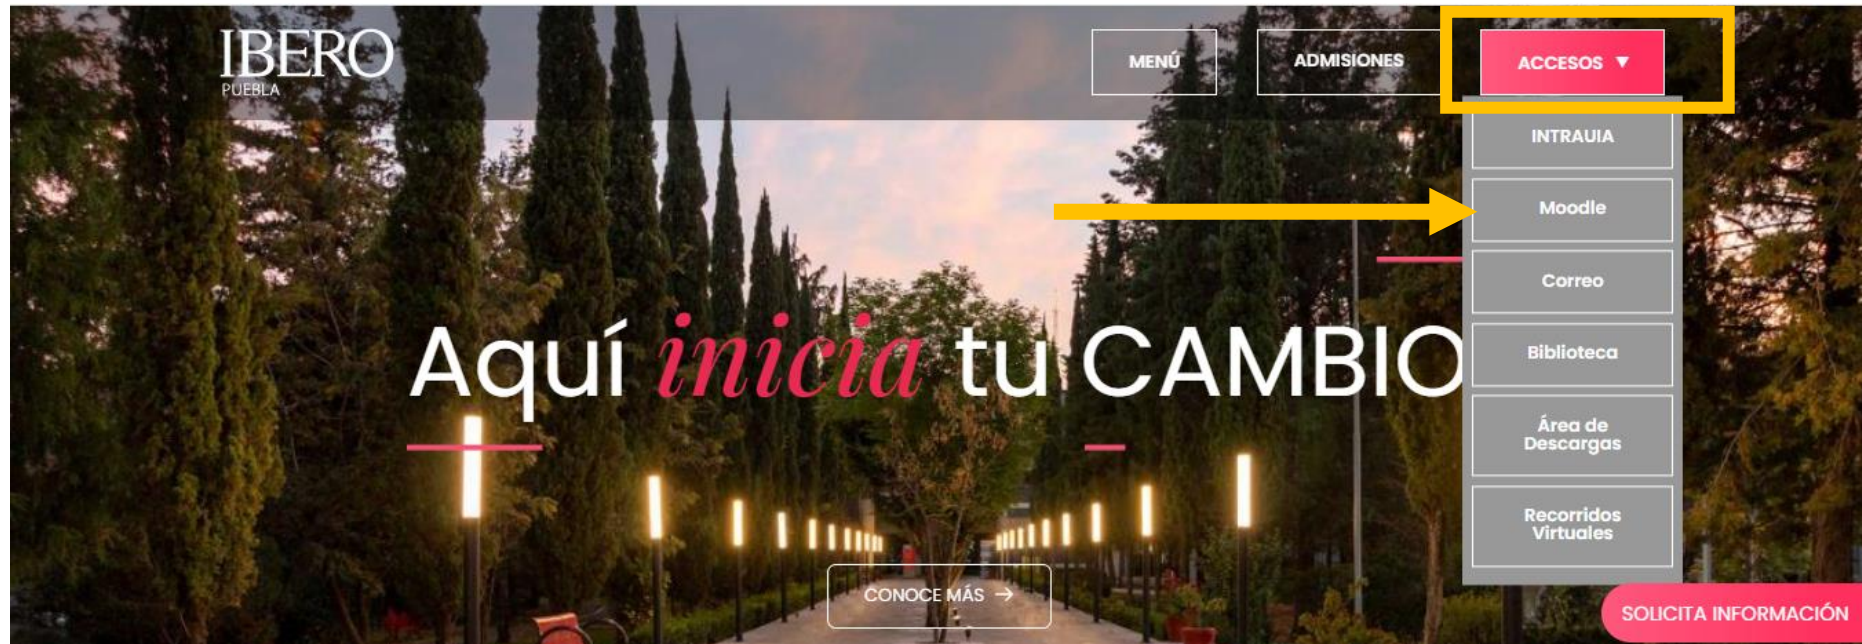 IBERO
PUEBLA
MENÚ
ADMISIONES
ACCESOS ▼
INTRAUIA
Moodle
Correo
Biblioteca
Área de
Descargas
Recorridos
Virtuales
Aquí inicia tu CAMBIO
CONOCE MÁS →
SOLICITA INFORMACIÓN